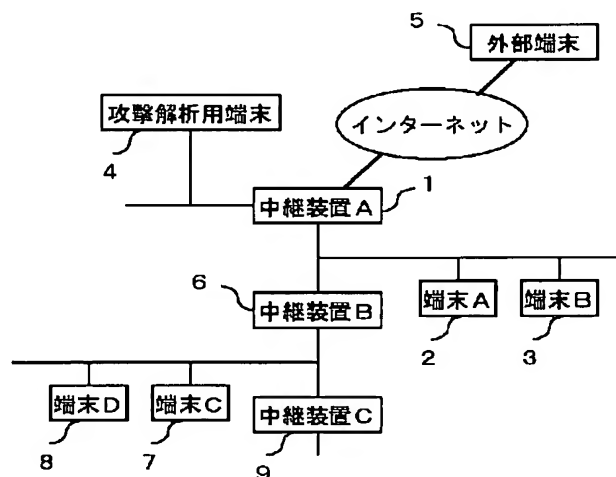 5
外部端末
攻撃解析用端末
インターネット
4
1
中継装置A
6
中継装置B
端末A
端末B
2
3
端末D
端末C
中継装置C
8
7
9